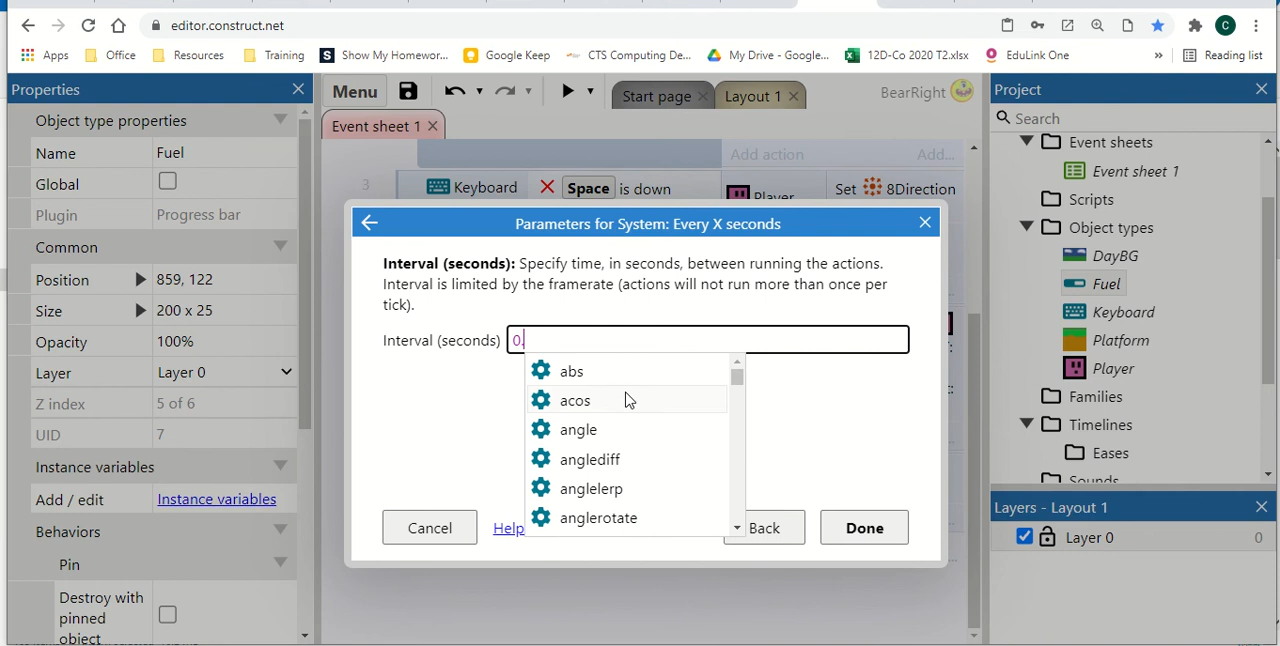 editor.construct.net
C
Apps Office Resources Training S Show My Homewor... Google Keep CTS Computing De... My Drive - Google... 12D-Co 2020 T2.xlsx EduLink One » Reading list
Properties
Menu
Start page
Layout 1
BearRight
Project
Object type properties
Event sheet 1
Search
Name Fuel
Add action Add...
Event sheets
Global
3 Keyboard Space is down Player Set 8Direction
Event sheet 1
Plugin Progress bar
Scripts
Common
Parameters for System: Every X seconds
Object types
Position 859, 122
Interval (seconds): Specify time, in seconds, between running the actions.
DayBG
Size 200 x 25
Interval is limited by the framerate (actions will not run more than once per
Fuel
tick).
Keyboard
Opacity 100%
Interval (seconds) 0.
Platform
Layer Layer 0
abs
Player
Z index 5 of 6
acos
Families
UID 7
angle
Timelines
Instance variables
anglediff
Eases
Add / edit Instance variables
anglelerp
Sounds
Behaviors
anglerotate
Layers - Layout 1
Pin
Cancel Help Back Done
Layer 0 0
Destroy with
pinned
object